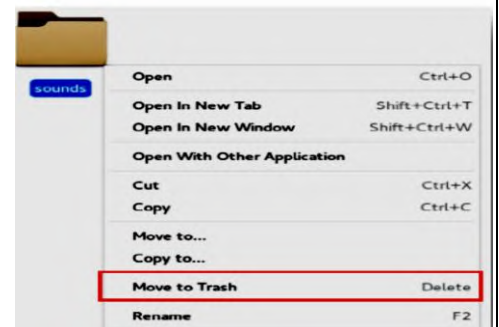 sounds
Open Ctrl+O
Open In New Tab Shift+Ctrl+T
Open In New Window Shift+Ctrl+W
Open With Other Application
Cut Ctrl+X
Copy Ctrl+C
Move to...
Copy to...
Move to Trash Delete
Rename F2